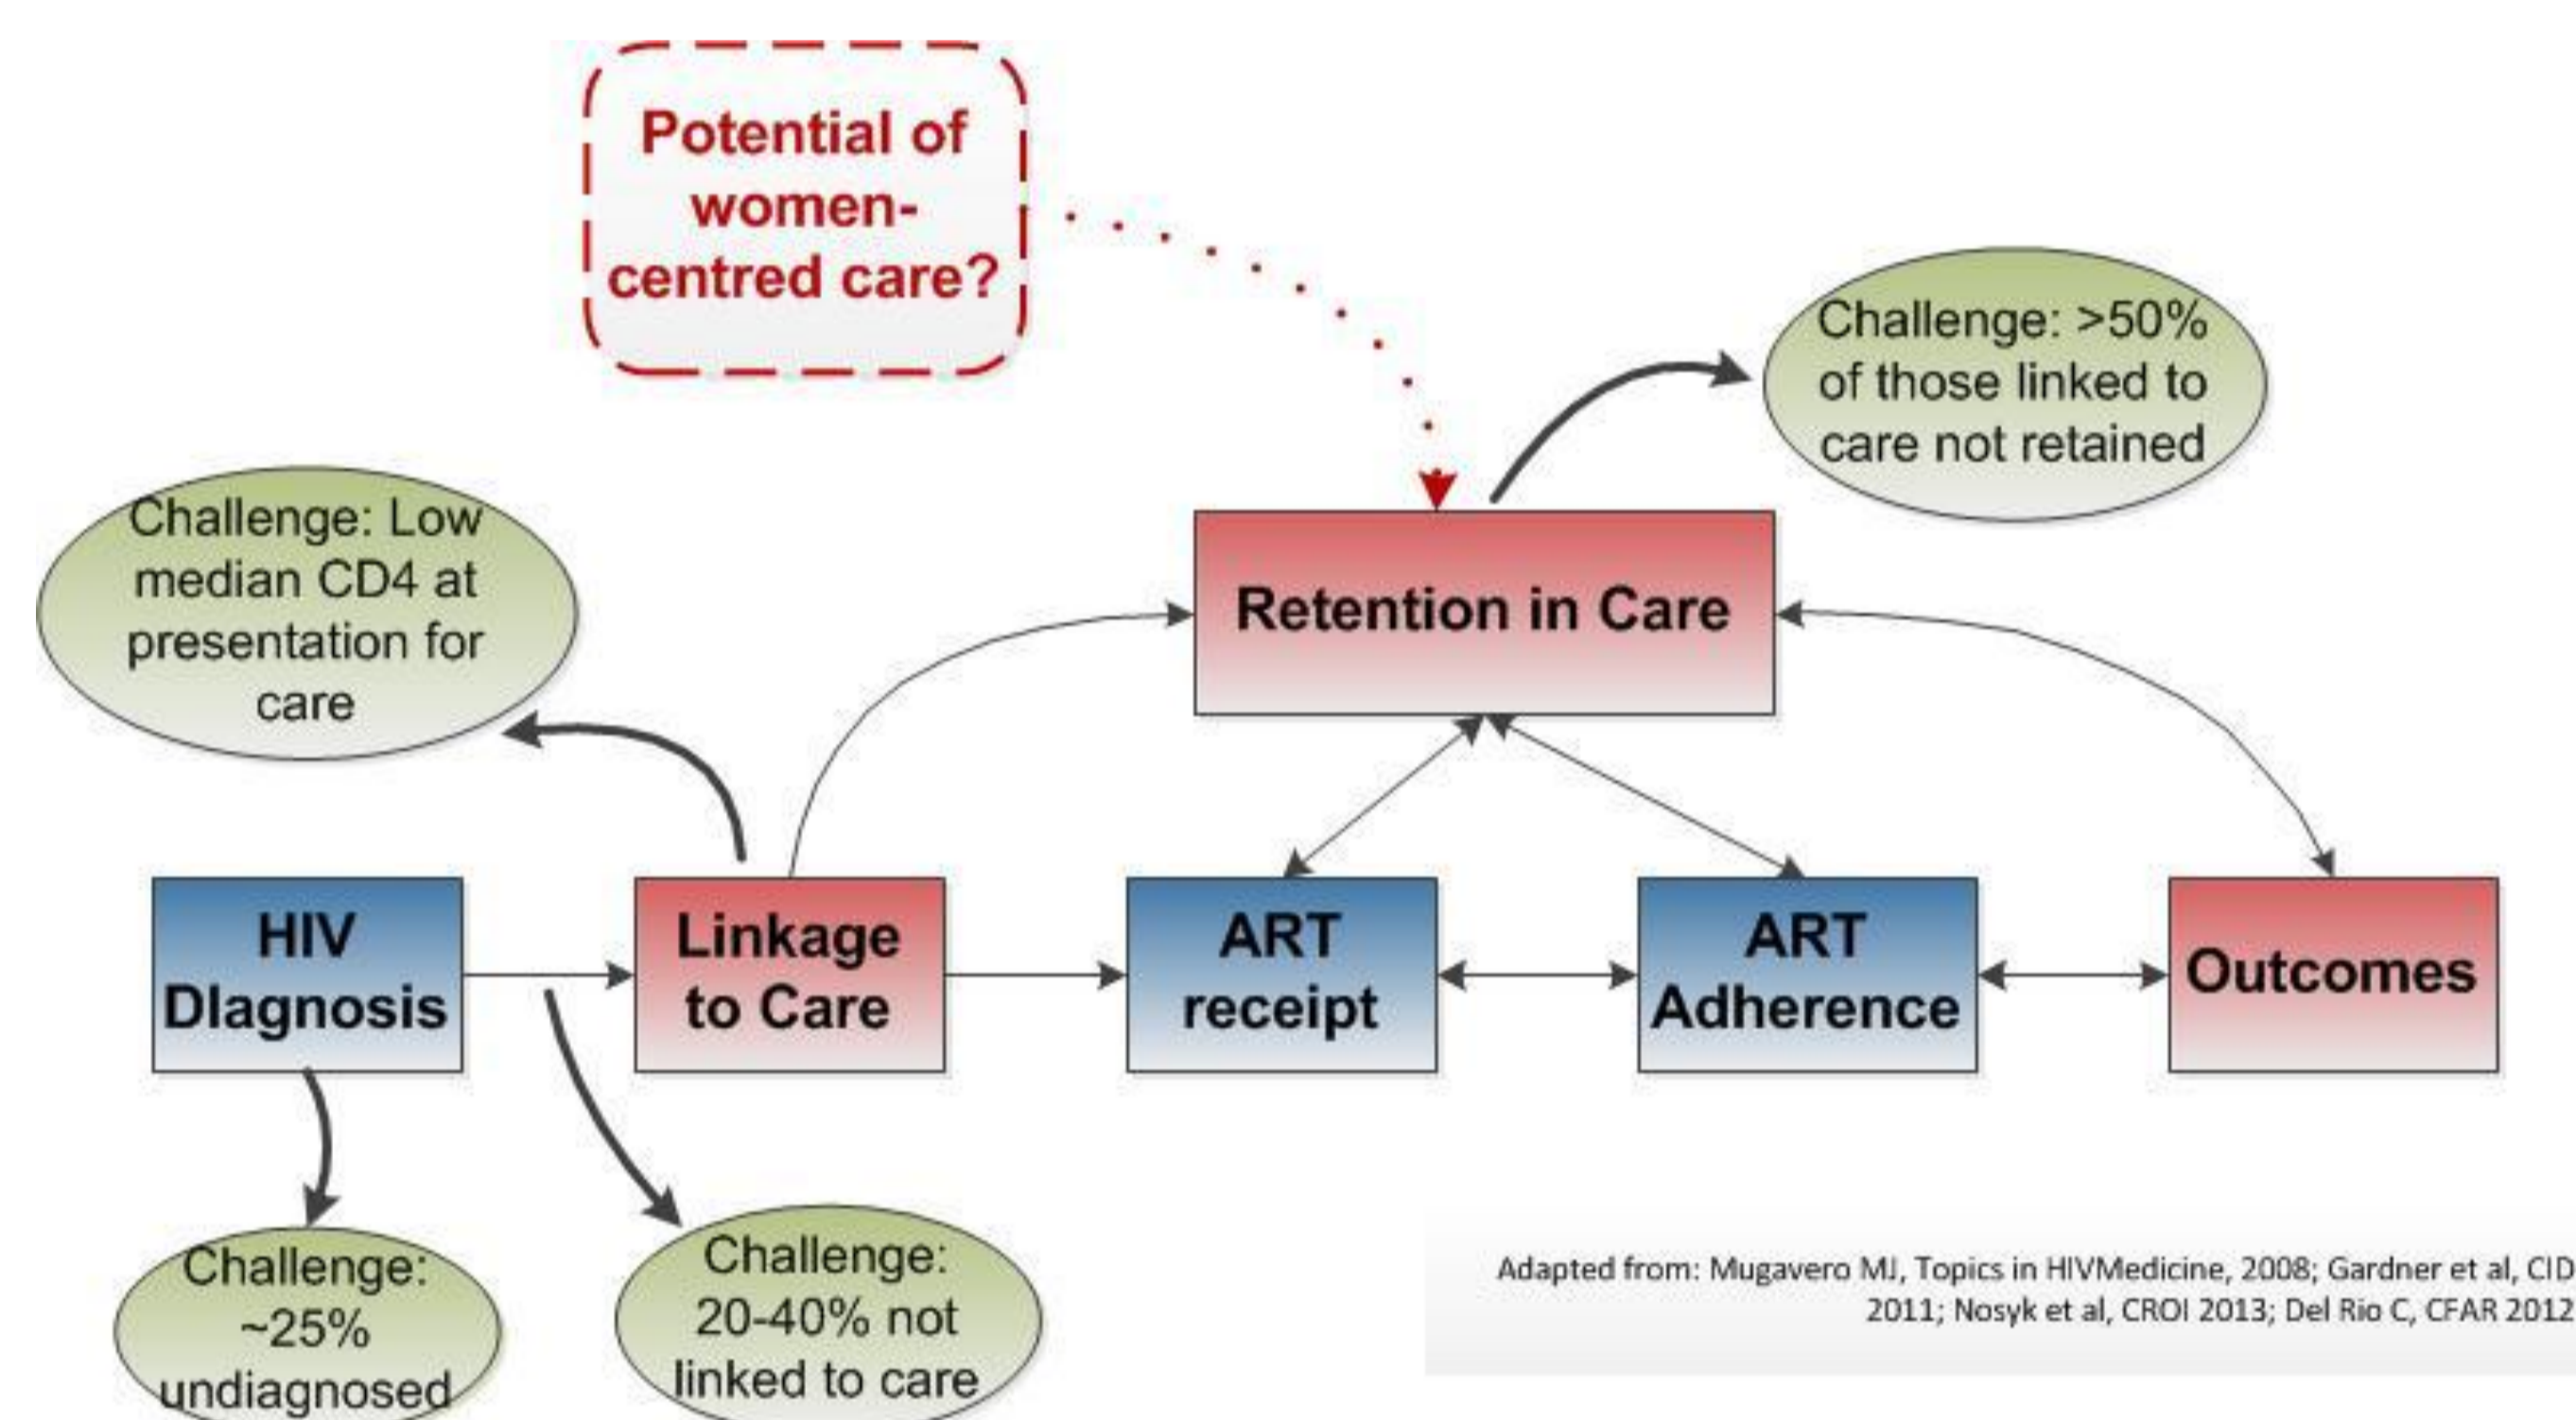 Potential of
women-
centred care?
Challenge: >50%
of those linked to
care not retained
Challenge: Low
median CD4 at
presentation for
care
Retention in Care
HIV
DIagnosis
Linkage
to Care
ART
receipt
ART
Adherence
Outcomes
Challenge:
~25%
undiagnosed
Challenge:
20-40% not
linked to care
Adapted from: Mugavero MJ, Topics in HIVMedicine, 2008; Gardner et al, CID
2011; Nosyk et al, CROI 2013; Del Rio C, CFAR 2012